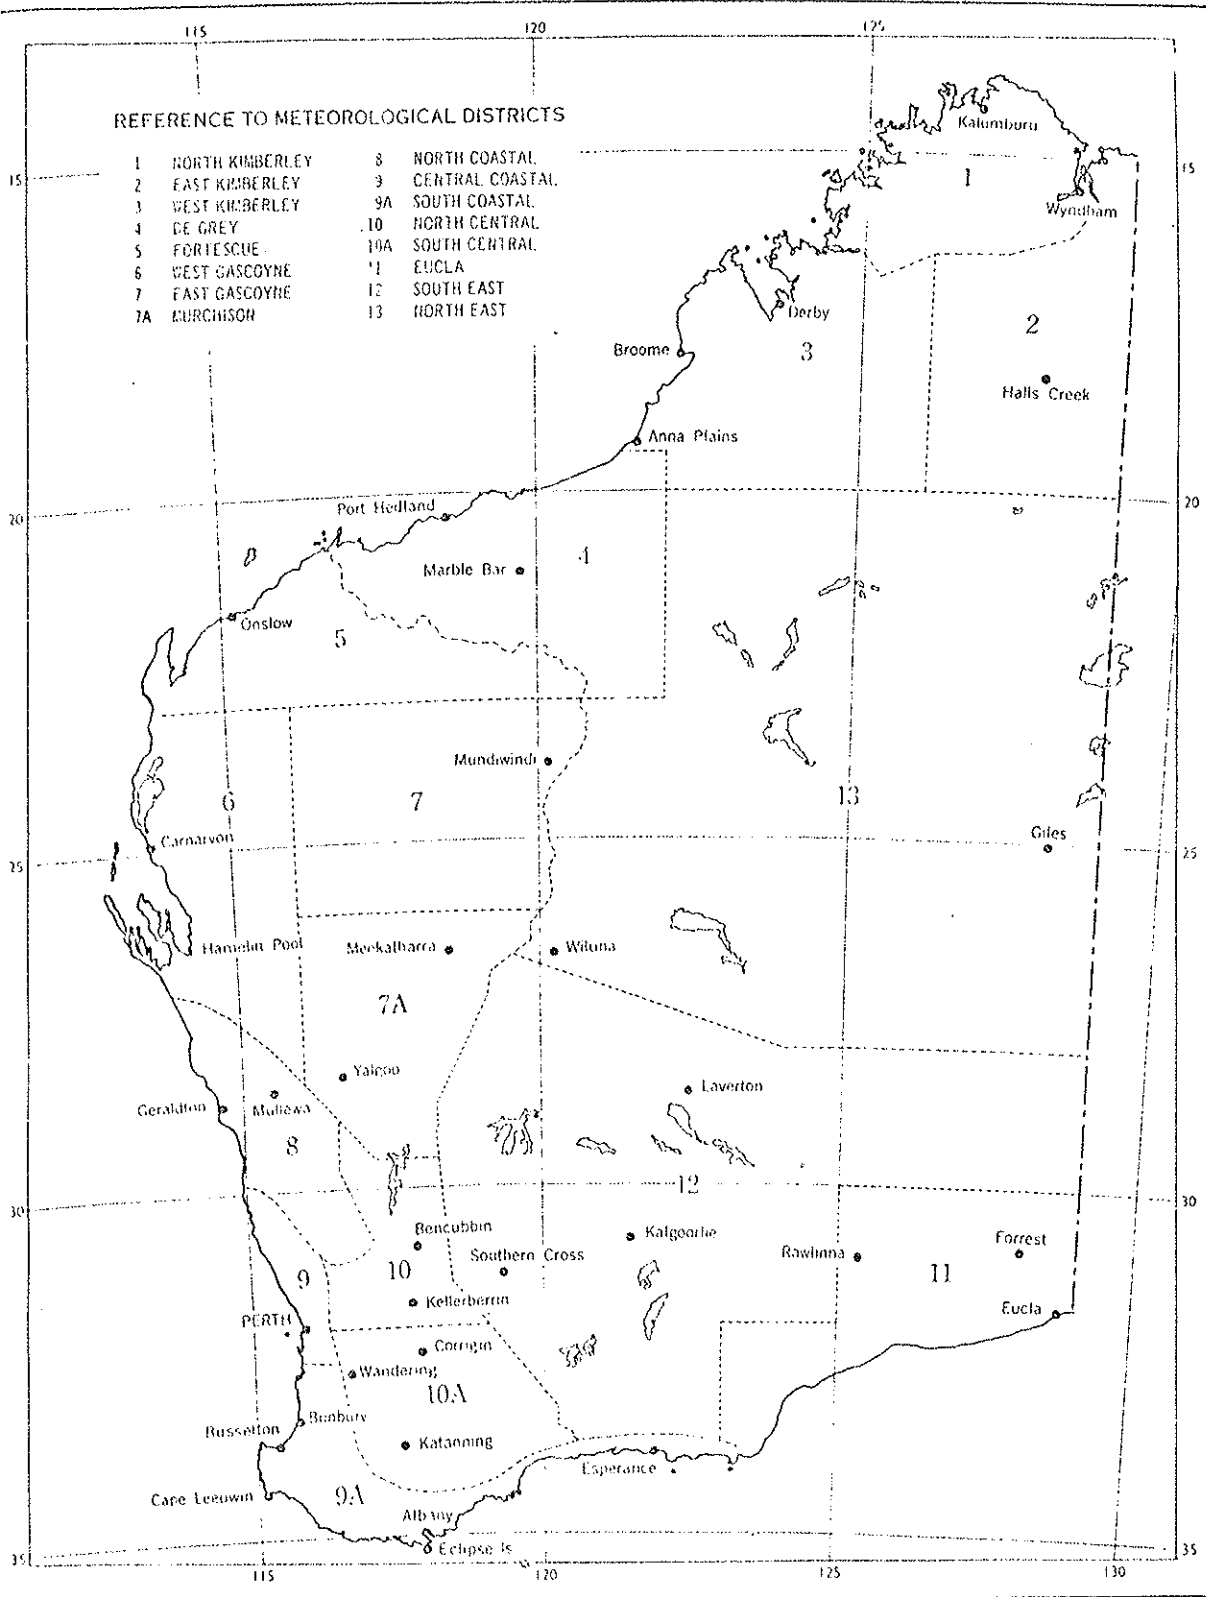 115 120 125
REFERENCE TO METEOROLOGICAL DISTRICTS
1 NORTH KIMBERLEY 8 NORTH COASTAL
2 EAST KIMBERLEY 9 CENTRAL COASTAL
3 WEST KIMBERLEY 9A SOUTH COASTAL
4 DE GREY 10 NORTH CENTRAL
5 FORTESCUE 10A SOUTH CENTRAL
6 WEST GASCOYNE 11 EUCLA
7 EAST GASCOYNE 12 SOUTH EAST
7A MURCHISON 13 NORTH EAST
Kalumburu
15 1 15
Wyndham
Derby
2
Broome 3
Halls Creek
Anna Plains
20 Port Hedland 20
Marble Bar 4
Onslow 5
Mundiwindi
6 7 13
Carnarvon Giles
25 25
Hamelin Pool Meekatharra Wiluna
7A
Yalgoo
Laverton
Geraldton Mullewa
8
12
30 30
Bencubbin Kalgoorlie Forrest
Southern Cross Rawlinna
9 10 11
Kellerberrin Eucla
PERTH
Corrigin
Wandering
10A
Bunbury
Busselton Katanning
Esperance
Cape Leeuwin 9A
Albany
Eclipse Is
35 35
115 120 125 130